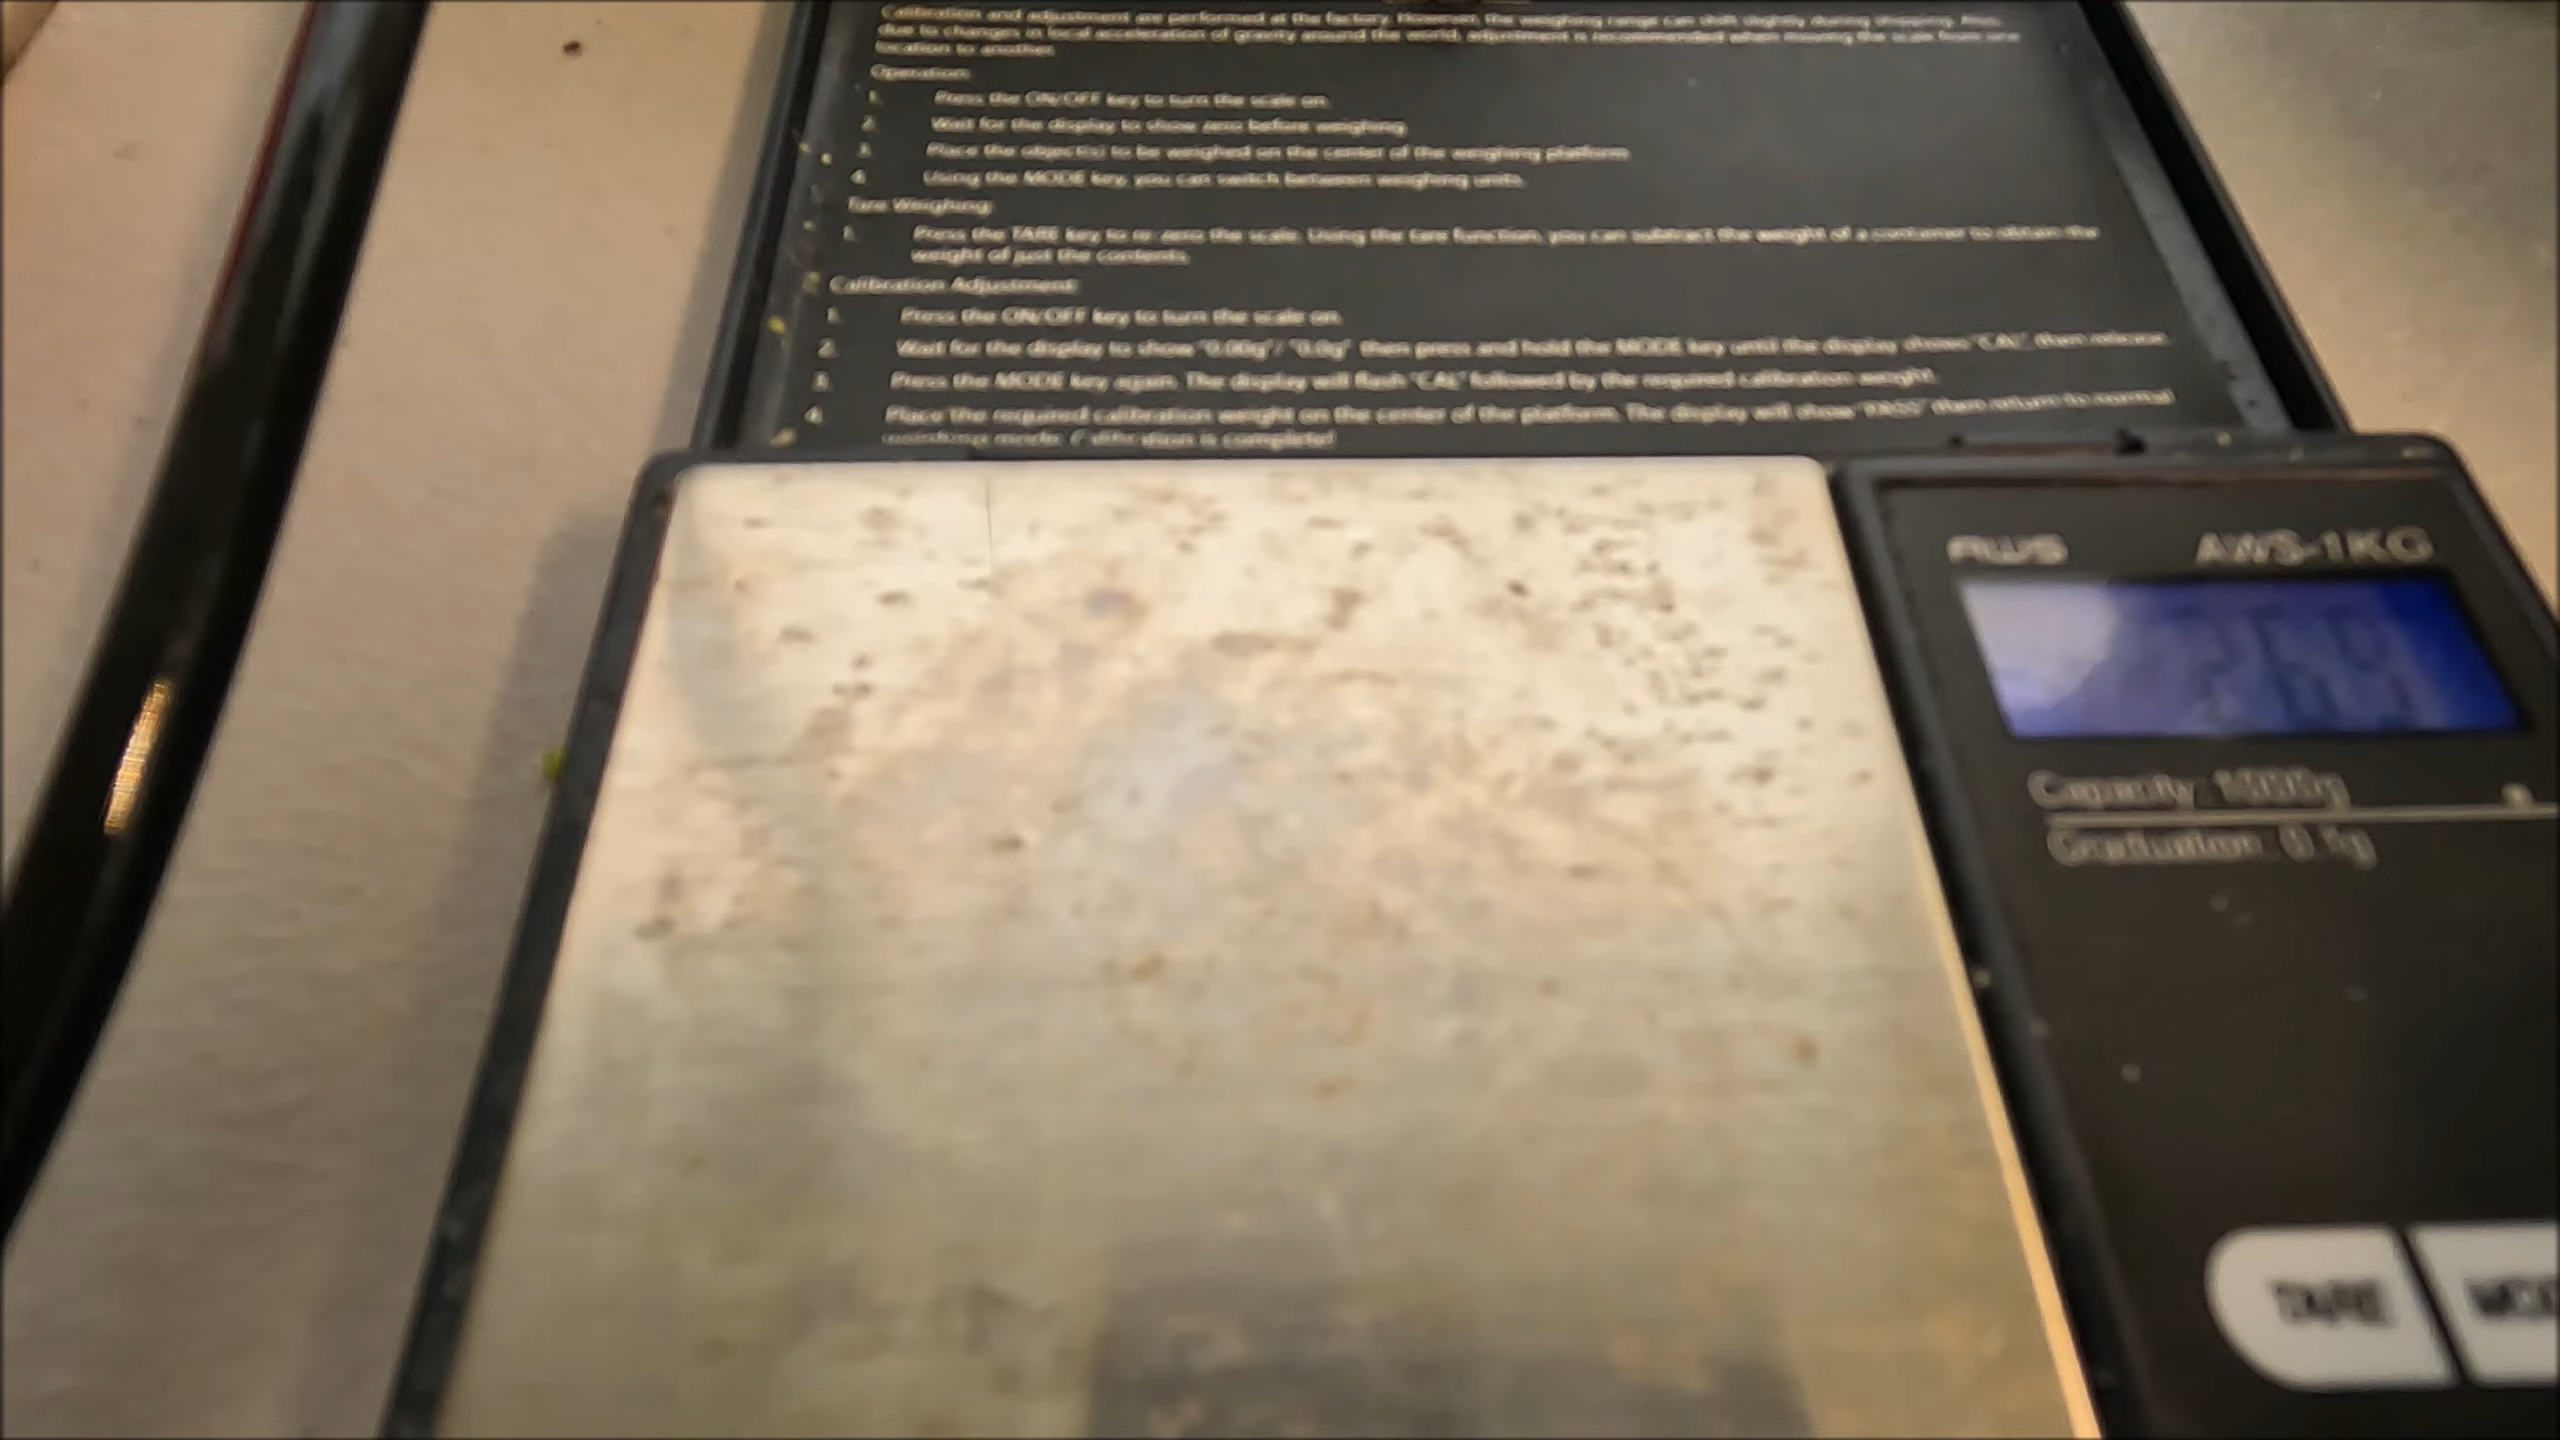 Calibration and adjustment are performed at the factory. However, the weighing range can shift slightly during shipping. Also,
due to changes in local acceleration of gravity around the world, adjustment is recommended when moving the scale from one
location to another.
Operation:
1. Press the ON/OFF key to turn the scale on.
2. Wait for the display to show zero before weighing.
3. Place the object(s) to be weighed on the center of the weighing platform.
4. Using the MODE key, you can switch between weighing units.
Tare Weighing:
1. Press the TARE key to re-zero the scale. Using the tare function, you can subtract the weight of a container to obtain the
weight of just the contents.
Calibration Adjustment:
1. Press the ON/OFF key to turn the scale on.
2. Wait for the display to show "0.00g"/ "0.0g" then press and hold the MODE key until the display shows "CAL", then release.
3. Press the MODE key again. The display will flash "CAL" followed by the required calibration weight.
4. Place the required calibration weight on the center of the platform. The display will show "PASS" then return to normal
weighing mode. Calibration is complete!
AWS AWS-1KG
Capacity: 1000g
Graduation: 0.1g
TARE